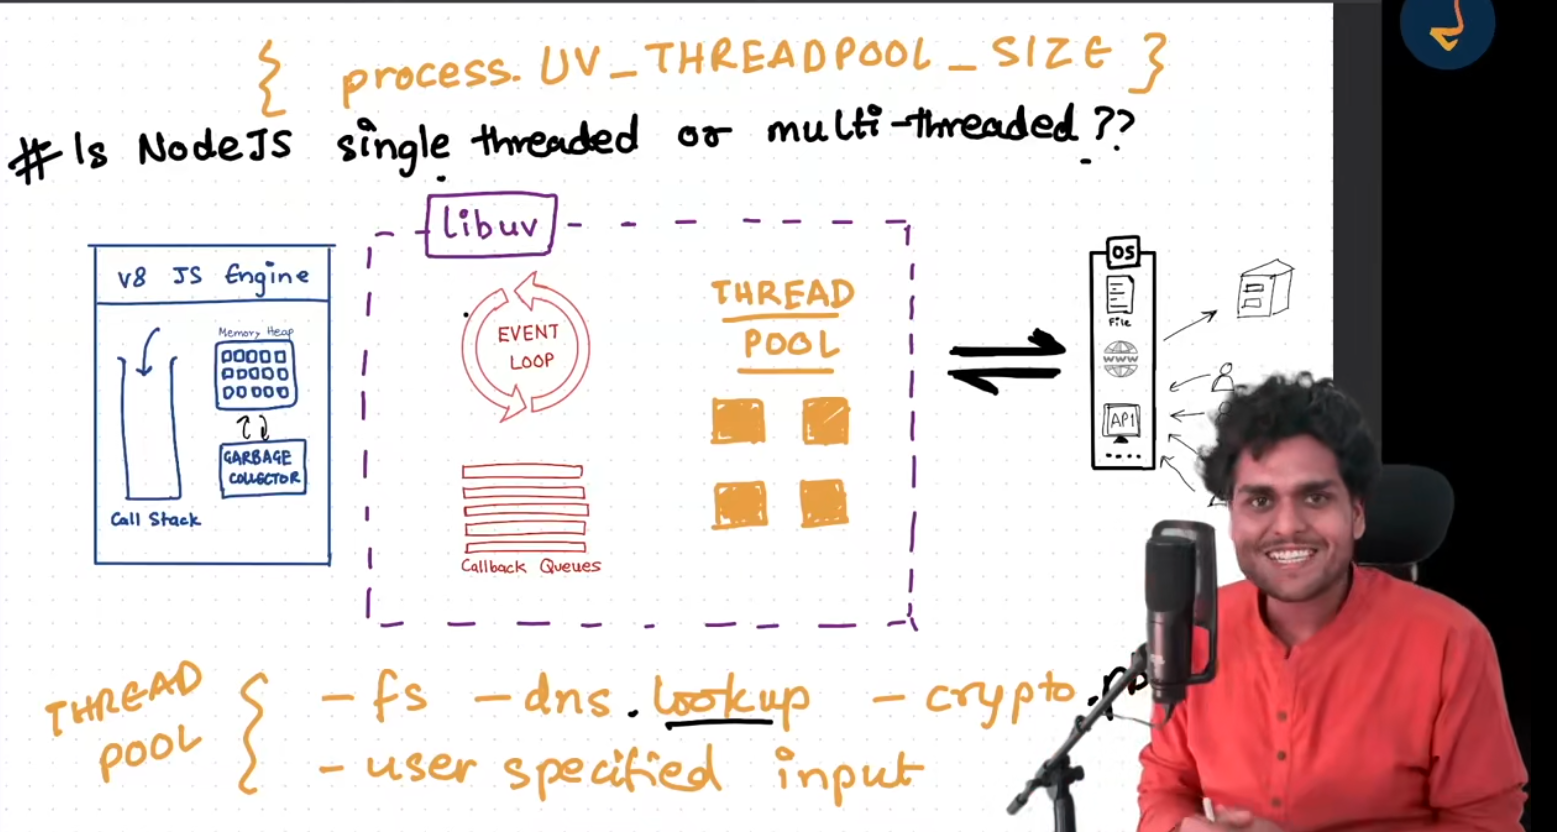 { process. UV_THREADPOOL_SIZE }
# Is NodeJS single threaded or multi-threaded ??
libuv
V8 JS Engine
Memory Heap
GARBAGE
COLLECTOR
Call Stack
EVENT
LOOP
Callback Queues
THREAD
POOL
OS
File
WWW
API
THREAD
POOL
{
- fs - dns.lookup - crypto.
- user specified input